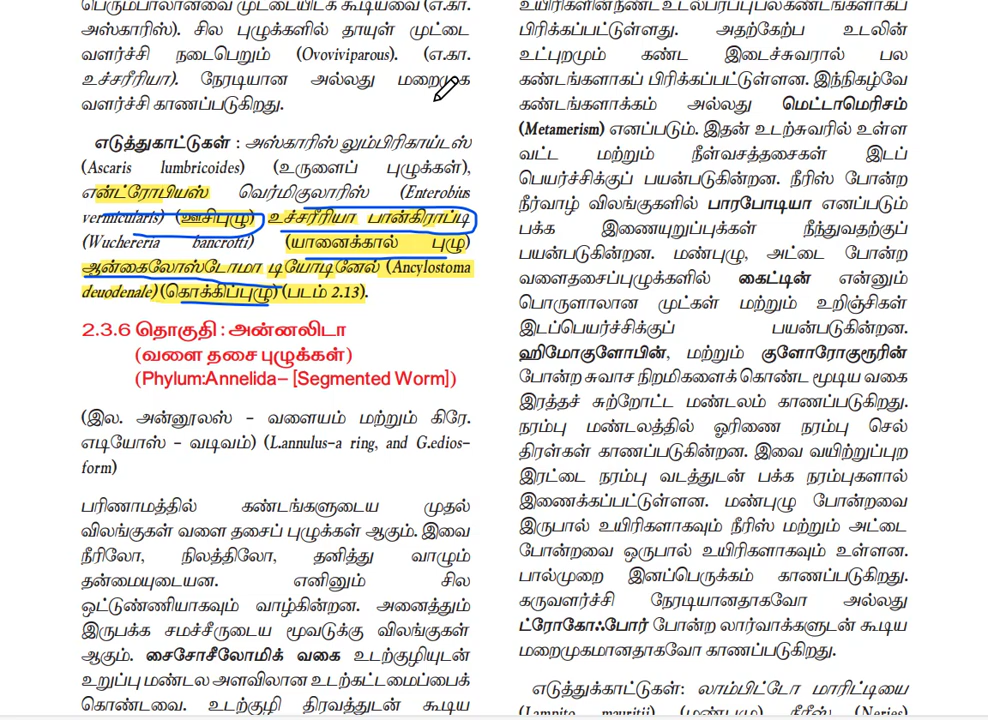 பெரும்பாலானவை முட்டையிடக் கூடியவை (எ.கா.
அஸ்காரிஸ்). சில புழுக்களில் தாயுள் முட்டை
வளர்ச்சி நடைபெறும் (Ovoviviparous). (எ.கா.
உச்சரீரியா). நேரடியான அல்லது மறைமுக
வளர்ச்சி காணப்படுகிறது.
எடுத்துகாட்டுகள் : அஸ்காரிஸ் லும்பிரிகாய்டஸ்
(Ascaris lumbricoides) (உருளைப் புழுக்கள்),
என்ட்ரோபியஸ் வெர்மிகுலாரிஸ் (Enterobius
vermicularis) (ஊசிபுழு) உச்சரீரியா பான்கிராப்டி
(Wuchereria bancrofti) (யானைக்கால் புழு)
ஆன்கைலோஸ்டோமா டியோடினேல் (Ancylostoma
deuodenale) (கொக்கிப்புழு) (படம் 2.13).
2.3.6 தொகுதி : அன்னலிடா
(வளை தசை புழுக்கள்)
(Phylum:Annelida– [Segmented Worm])
(இல. அன்னூலஸ் – வளையம் மற்றும் கிரே.
எடியோஸ் – வடிவம்) (L.annulus–a ring, and G.edios–
form)
பரிணாமத்தில் கண்டங்களுடைய முதல்
விலங்குகள் வளை தசைப் புழுக்கள் ஆகும். இவை
நீரிலோ, நிலத்திலோ, தனித்து வாழும்
தன்மையுடையன. எனினும் சில
ஒட்டுண்ணியாகவும் வாழ்கின்றன. அனைத்தும்
இருபக்க சமச்சீருடைய மூவடுக்கு விலங்குகள்
ஆகும். சைசோசீலோமிக் வகை உடற்குழியுடன்
உறுப்பு மண்டல அளவிலான உடற்கட்டமைப்பைக்
கொண்டவை. உடற்குழி திரவத்துடன் கூடிய
உயிரிகளின் நீண்ட உடல்பரப்பு பல கண்டங்களாகப்
பிரிக்கப்பட்டுள்ளது. அதற்கேற்ப உடலின்
உட்புறமும் கண்ட இடைச்சுவரால் பல
கண்டங்களாகப் பிரிக்கப்பட்டுள்ளன. இந்நிகழ்வே
கண்டங்களாக்கம் அல்லது மெட்டாமெரிசம்
(Metamerism) எனப்படும். இதன் உடற்சுவரில் உள்ள
வட்ட மற்றும் நீள்வசத்தசைகள் இடப்
பெயர்ச்சிக்குப் பயன்படுகின்றன. நீரிஸ் போன்ற
நீர்வாழ் விலங்குகளில் பாரபோடியா எனப்படும்
பக்க இணையுறுப்புக்கள் நீந்துவதற்குப்
பயன்படுகின்றன. மண்புழு, அட்டை போன்ற
வளைதசைப்புழுக்களில் கைட்டின் என்னும்
பொருளாலான முட்கள் மற்றும் உறிஞ்சிகள்
இடப்பெயர்ச்சிக்குப் பயன்படுகின்றன.
ஹிமோகுளோபின், மற்றும் குளோரோகுரூரின்
போன்ற சுவாச நிறமிகளைக் கொண்ட மூடிய வகை
இரத்தச் சுற்றோட்ட மண்டலம் காணப்படுகிறது.
நரம்பு மண்டலத்தில் ஓரிணை நரம்பு செல்
திரள்கள் காணப்படுகின்றன. இவை வயிற்றுப்புற
இரட்டை நரம்பு வடத்துடன் பக்க நரம்புகளால்
இணைக்கப்பட்டுள்ளன. மண்புழு போன்றவை
இருபால் உயிரிகளாகவும் நீரிஸ் மற்றும் அட்டை
போன்றவை ஒருபால் உயிரிகளாகவும் உள்ளன.
பால்முறை இனப்பெருக்கம் காணப்படுகிறது.
கருவளர்ச்சி நேரடியானதாகவோ அல்லது
ட்ரோகோஃபோர் போன்ற லார்வாக்களுடன் கூடிய
மறைமுகமானதாகவோ காணப்படுகிறது.
எடுத்துக்காட்டுகள்: லாம்பிட்டோ மாரிட்டியை
(Lampito mauritii) (மண்புழு) நீரீஸ் (Neries)